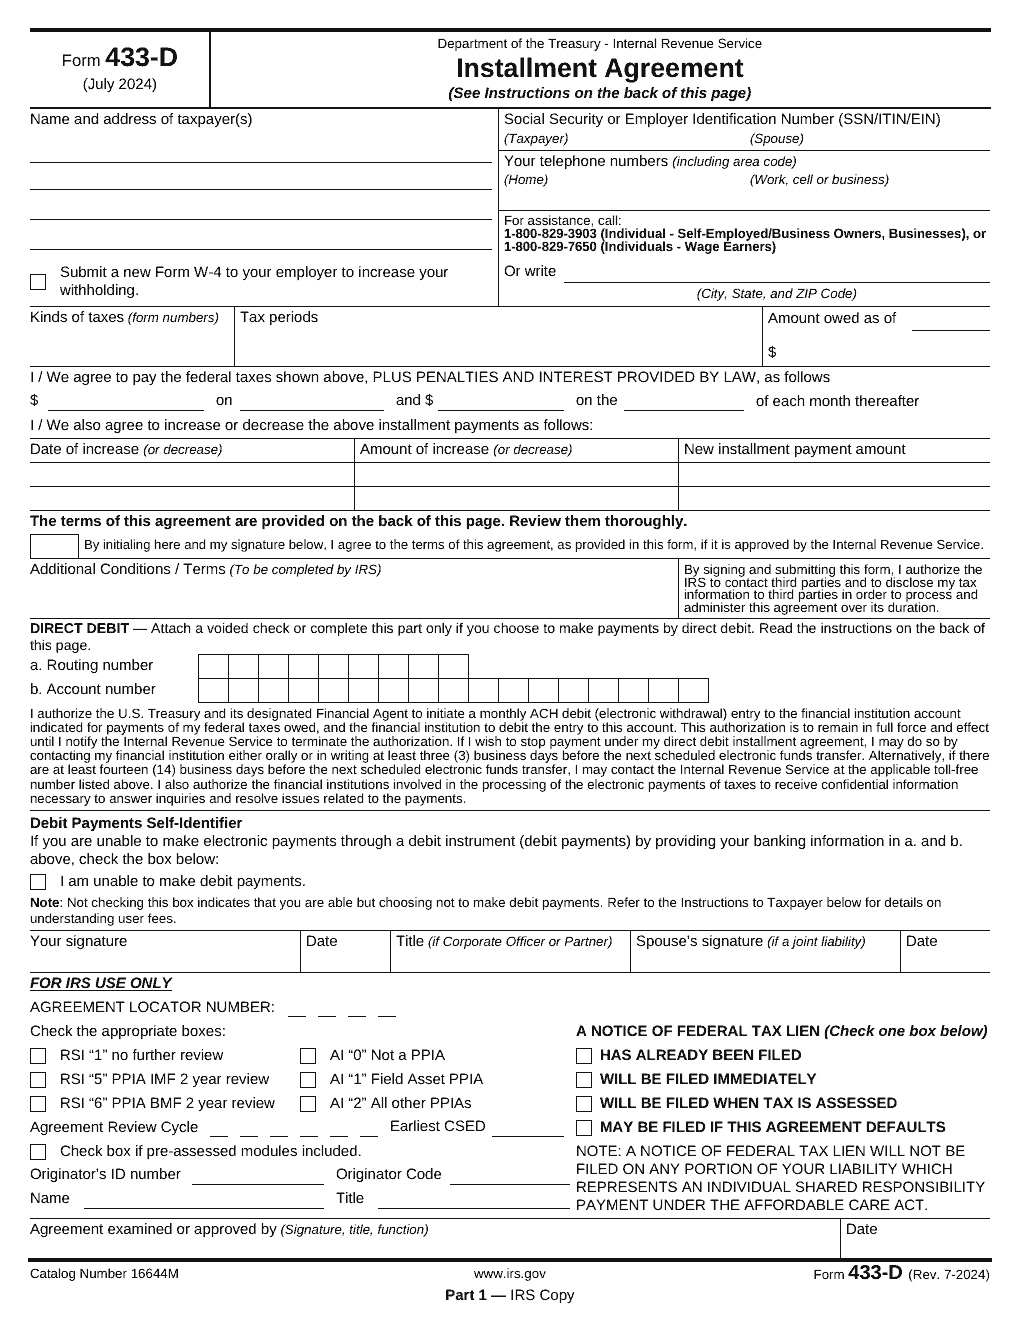 Form 433-D
(July 2024)
Department of the Treasury - Internal Revenue Service
Installment Agreement
(See Instructions on the back of this page)
Name and address of taxpayer(s)
Submit a new Form W-4 to your employer to increase your
withholding.
Social Security or Employer Identification Number (SSN/ITIN/EIN)
(Taxpayer) (Spouse)
Your telephone numbers (including area code)
(Home) (Work, cell or business)
For assistance, call:
1-800-829-3903 (Individual - Self-Employed/Business Owners, Businesses), or
1-800-829-7650 (Individuals - Wage Earners)
Or write
(City, State, and ZIP Code)
Kinds of taxes (form numbers) Tax periods Amount owed as of
$
I / We agree to pay the federal taxes shown above, PLUS PENALTIES AND INTEREST PROVIDED BY LAW, as follows
$ on and $ on the of each month thereafter
I / We also agree to increase or decrease the above installment payments as follows:
Date of increase (or decrease) Amount of increase (or decrease) New installment payment amount
The terms of this agreement are provided on the back of this page. Review them thoroughly.
By initialing here and my signature below, I agree to the terms of this agreement, as provided in this form, if it is approved by the Internal Revenue Service.
Additional Conditions / Terms (To be completed by IRS)
By signing and submitting this form, I authorize the
IRS to contact third parties and to disclose my tax
information to third parties in order to process and
administer this agreement over its duration.
DIRECT DEBIT — Attach a voided check or complete this part only if you choose to make payments by direct debit. Read the instructions on the back of
this page.
a. Routing number
b. Account number
I authorize the U.S. Treasury and its designated Financial Agent to initiate a monthly ACH debit (electronic withdrawal) entry to the financial institution account
indicated for payments of my federal taxes owed, and the financial institution to debit the entry to this account. This authorization is to remain in full force and effect
until I notify the Internal Revenue Service to terminate the authorization. If I wish to stop payment under my direct debit installment agreement, I may do so by
contacting my financial institution either orally or in writing at least three (3) business days before the next scheduled electronic funds transfer. Alternatively, if there
are at least fourteen (14) business days before the next scheduled electronic funds transfer, I may contact the Internal Revenue Service at the applicable toll-free
number listed above. I also authorize the financial institutions involved in the processing of the electronic payments of taxes to receive confidential information
necessary to answer inquiries and resolve issues related to the payments.
Debit Payments Self-Identifier
If you are unable to make electronic payments through a debit instrument (debit payments) by providing your banking information in a. and b.
above, check the box below:
I am unable to make debit payments.
Note: Not checking this box indicates that you are able but choosing not to make debit payments. Refer to the Instructions to Taxpayer below for details on
understanding user fees.
Your signature Date Title (if Corporate Officer or Partner) Spouse's signature (if a joint liability) Date
FOR IRS USE ONLY
AGREEMENT LOCATOR NUMBER:
Check the appropriate boxes:
RSI “1” no further review AI “0” Not a PPIA
RSI “5” PPIA IMF 2 year review AI “1” Field Asset PPIA
RSI “6” PPIA BMF 2 year review AI “2” All other PPIAs
Agreement Review Cycle Earliest CSED
Check box if pre-assessed modules included.
Originator's ID number Originator Code
Name Title
A NOTICE OF FEDERAL TAX LIEN (Check one box below)
HAS ALREADY BEEN FILED
WILL BE FILED IMMEDIATELY
WILL BE FILED WHEN TAX IS ASSESSED
MAY BE FILED IF THIS AGREEMENT DEFAULTS
NOTE: A NOTICE OF FEDERAL TAX LIEN WILL NOT BE
FILED ON ANY PORTION OF YOUR LIABILITY WHICH
REPRESENTS AN INDIVIDUAL SHARED RESPONSIBILITY
PAYMENT UNDER THE AFFORDABLE CARE ACT.
Agreement examined or approved by (Signature, title, function) Date
Catalog Number 16644M www.irs.gov Form 433-D (Rev. 7-2024)
Part 1 — IRS Copy